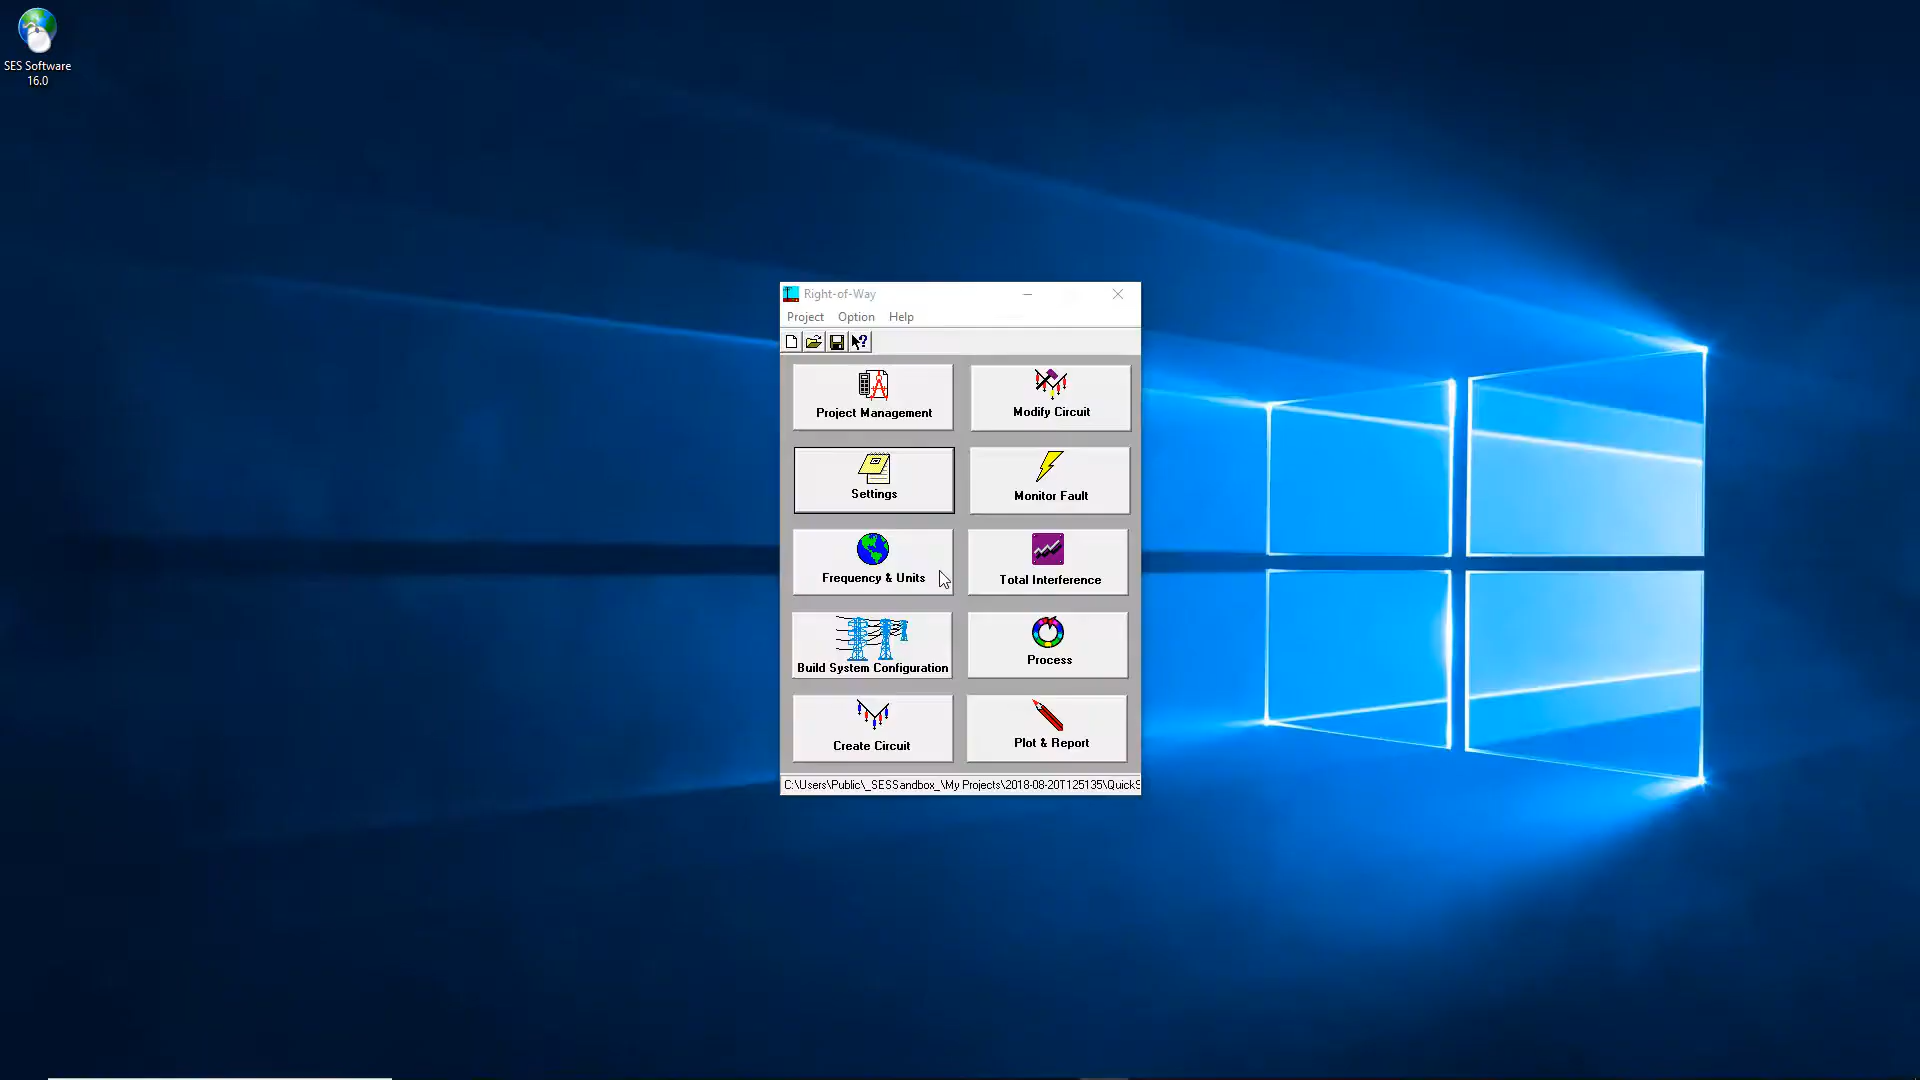 SES Software
16.0
Right-of-Way
Project Option Help
Project Management
Modify Circuit
Settings
Monitor Fault
Frequency & Units
Total Interference
Build System Configuration
Process
Create Circuit
Plot & Report
C:\Users\Public\_SESSandbox_\My Projects\2018-08-20T125135\QuickS